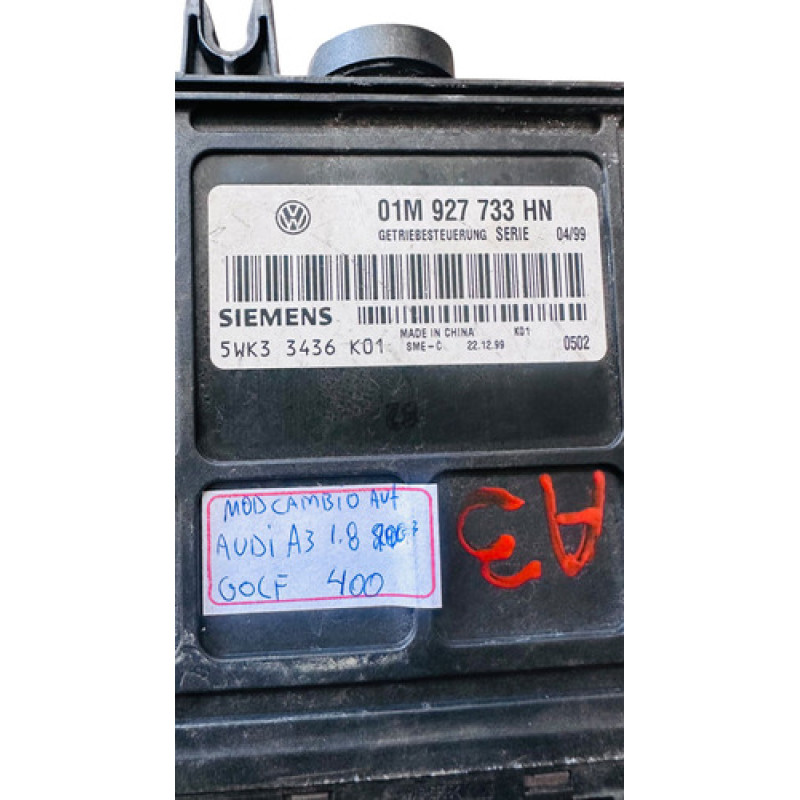 01M 927 733 HN
GETRIEBESTEUERUNG SERIE 04/99
SIEMENS
MADE IN CHINA K01
5WK3 3436 K01 SME-C 22.12.99 0502
MOD CAMBIO AUT
AUDI A3 1.8
GOLF 400
A3